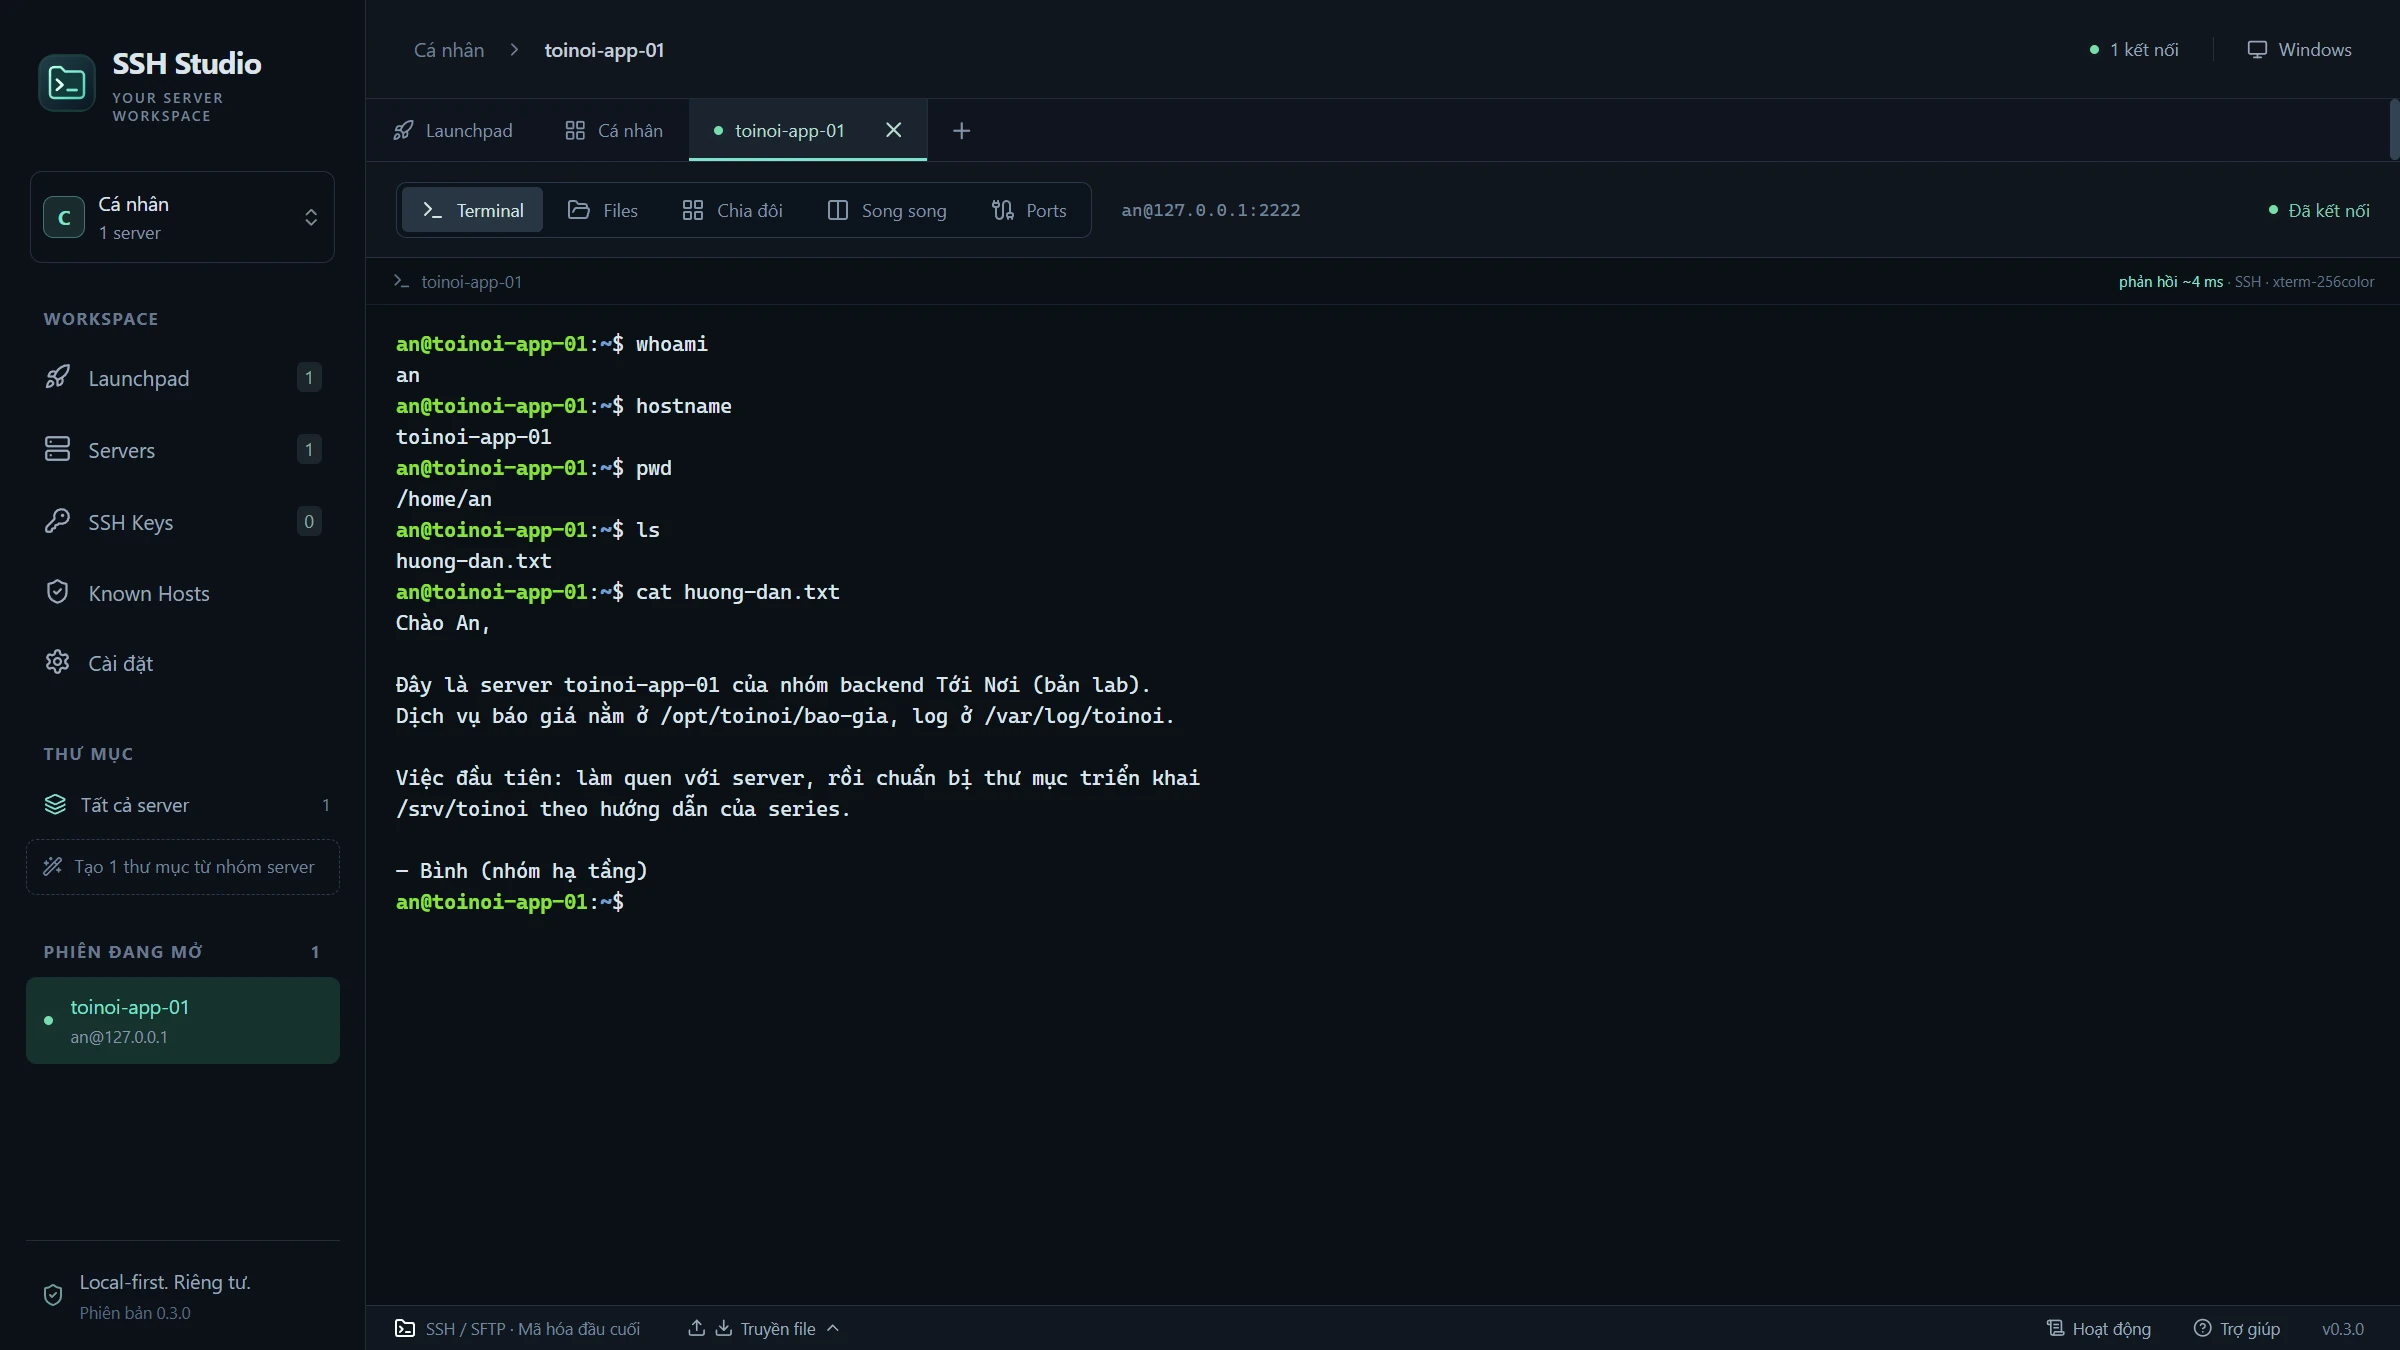 SSH Studio
YOUR SERVER
WORKSPACE
C
Cá nhân
1 server
WORKSPACE
Launchpad 1
Servers 1
SSH Keys 0
Known Hosts
Cài đặt
THƯ MỤC
Tất cả server 1
Tạo 1 thư mục từ nhóm server
PHIÊN ĐANG MỞ 1
toinoi-app-01
an@127.0.0.1
Local-first. Riêng tư.
Phiên bản 0.3.0
Cá nhân > toinoi-app-01
1 kết nối
Windows
Launchpad
Cá nhân
toinoi-app-01
Terminal
Files
Chia đôi
Song song
Ports
an@127.0.0.1:2222
Đã kết nối
toinoi-app-01
phản hồi ~4 ms · SSH · xterm-256color
an@toinoi-app-01:~$ whoami
an
an@toinoi-app-01:~$ hostname
toinoi-app-01
an@toinoi-app-01:~$ pwd
/home/an
an@toinoi-app-01:~$ ls
huong-dan.txt
an@toinoi-app-01:~$ cat huong-dan.txt
Chào An,
Đây là server toinoi-app-01 của nhóm backend Tới Nơi (bản lab).
Dịch vụ báo giá nằm ở /opt/toinoi/bao-gia, log ở /var/log/toinoi.
Việc đầu tiên: làm quen với server, rồi chuẩn bị thư mục triển khai
/srv/toinoi theo hướng dẫn của series.
— Bình (nhóm hạ tầng)
an@toinoi-app-01:~$
SSH / SFTP · Mã hóa đầu cuối
Truyền file
Hoạt động
Trợ giúp
v0.3.0